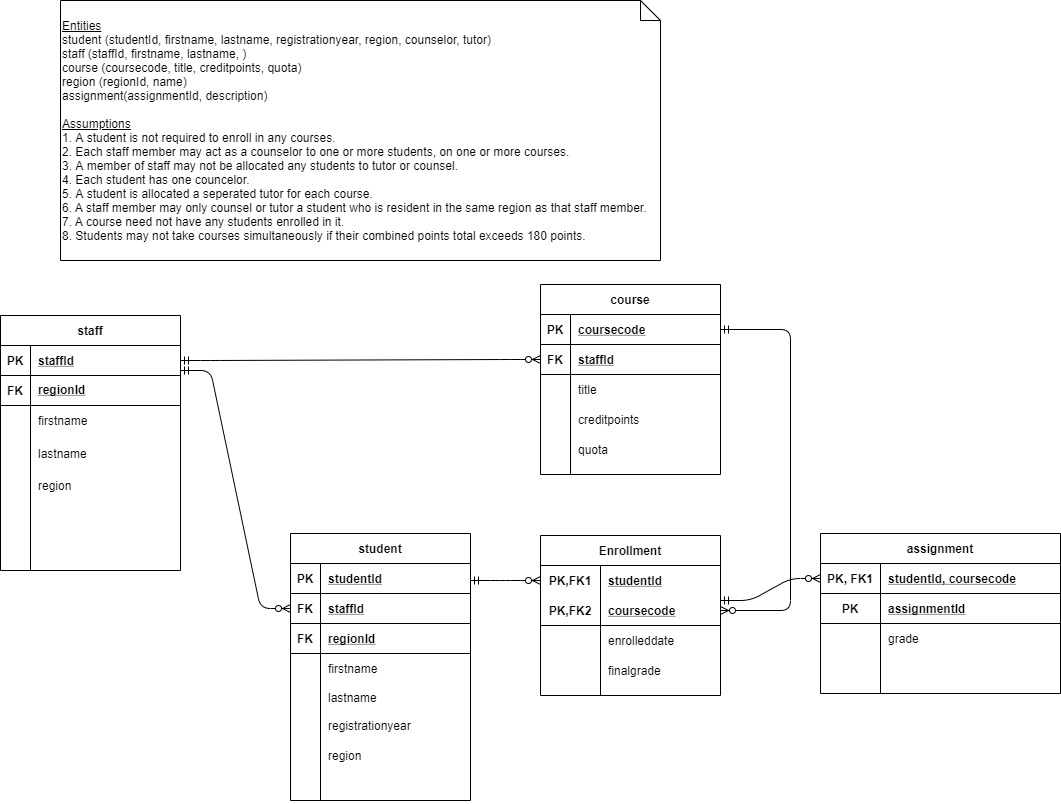 Entities
student (studentId, firstname, lastname, registrationyear, region, counselor, tutor)
staff (staffId, firstname, lastname, )
course (coursecode, title, creditpoints, quota)
region (regionId, name)
assignment(assignmentId, description)
Assumptions
1. A student is not required to enroll in any courses.
2. Each staff member may act as a counselor to one or more students, on one or more courses.
3. A member of staff may not be allocated any students to tutor or counsel.
4. Each student has one councelor.
5. A student is allocated a seperated tutor for each course.
6. A staff member may only counsel or tutor a student who is resident in the same region as that staff member.
7. A course need not have any students enrolled in it.
8. Students may not take courses simultaneously if their combined points total exceeds 180 points.
staff
PK staffId
FK regionId
firstname
lastname
region
course
PK coursecode
FK staffId
title
creditpoints
quota
student
PK studentId
FK staffId
FK regionId
firstname
lastname
registrationyear
region
Enrollment
PK,FK1 studentId
PK,FK2 coursecode
enrolleddate
finalgrade
assignment
PK, FK1 studentId, coursecode
PK assignmentId
grade